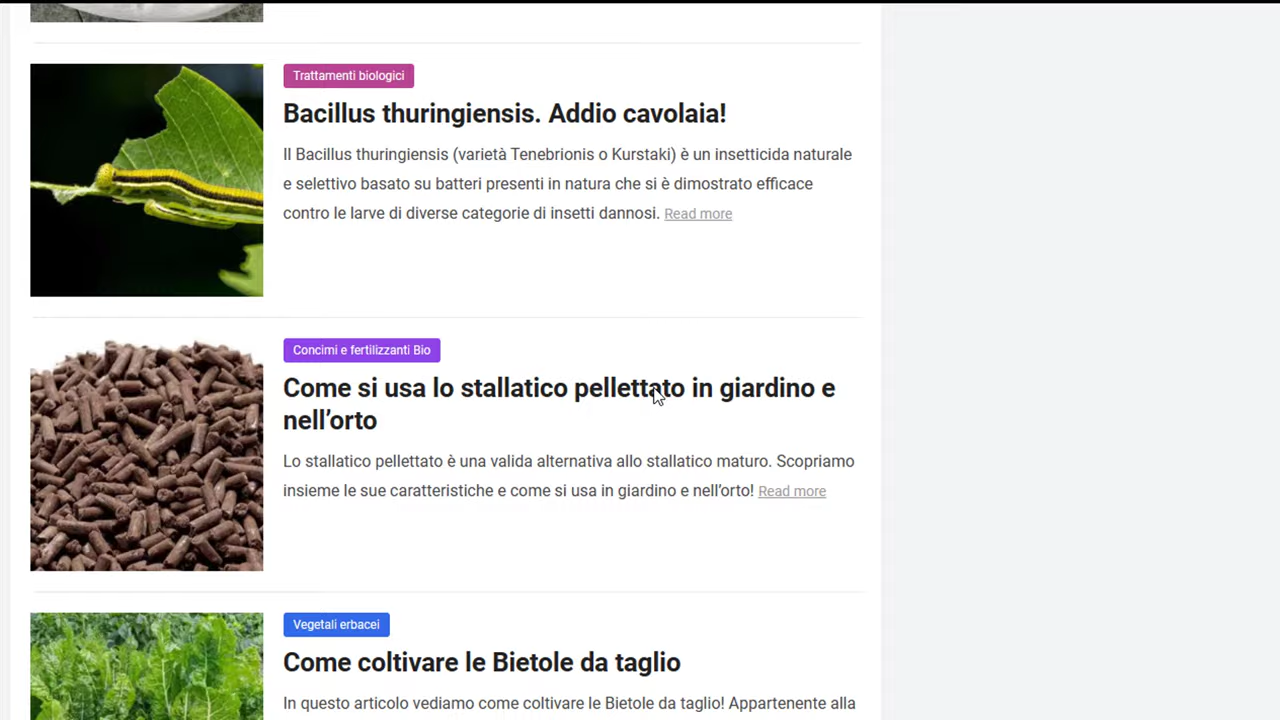 Trattamenti biologici
Bacillus thuringiensis. Addio cavolaia!
Il Bacillus thuringiensis (varietà Tenebrionis o Kurstaki) è un insetticida naturale
e selettivo basato su batteri presenti in natura che si è dimostrato efficace
contro le larve di diverse categorie di insetti dannosi. Read more
Concimi e fertilizzanti Bio
Come si usa lo stallatico pellettato in giardino e
nell’orto
Lo stallatico pellettato è una valida alternativa allo stallatico maturo. Scopriamo
insieme le sue caratteristiche e come si usa in giardino e nell’orto! Read more
Vegetali erbacei
Come coltivare le Bietole da taglio
In questo articolo vediamo come coltivare le Bietole da taglio! Appartenente alla